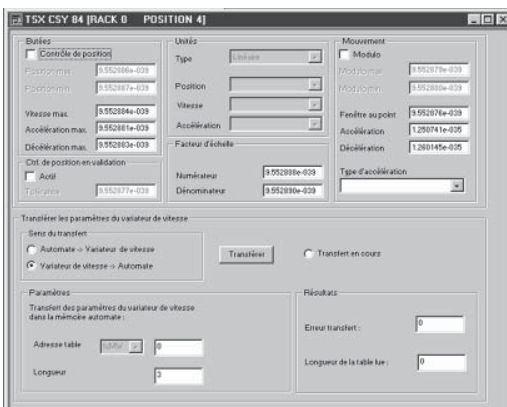 TSX CSY 84 [RACK 0 POSITION 4]
Butées
Contrôle de position
Position max. 9.552886e-039
Position min. 9.552887e-039
Vitesse max. 9.552884e-039
Accélération max. 9.552881e-039
Décélération max. 9.552883e-039
Ctrl. de position en validation
Actif
Tolérance 9.552877e-039
Unités
Type Linéaire
Position
Vitesse
Accélération
Facteur d'échelle
Numérateur 9.552888e-039
Dénominateur 9.552890e-039
Mouvement
Modulo
Modulo max. 9.552879e-039
Modulo min. 9.552880e-039
Fenêtre au point 9.552876e-039
Accélération 1.250741e-035
Décélération 1.260145e-035
Type d'accélération
Transférer les paramètres du variateur de vitesse
Sens du transfert
Automate -> Variateur de vitesse
Variateur de vitesse -> Automate
Transférer
Transfert en cours
Paramètres
Transfert des paramètres du variateur de vitesse
dans la mémoire automate :
Adresse table %MW 0
Longueur 3
Résultats
Erreur transfert : 0
Longueur de la table lue : 0